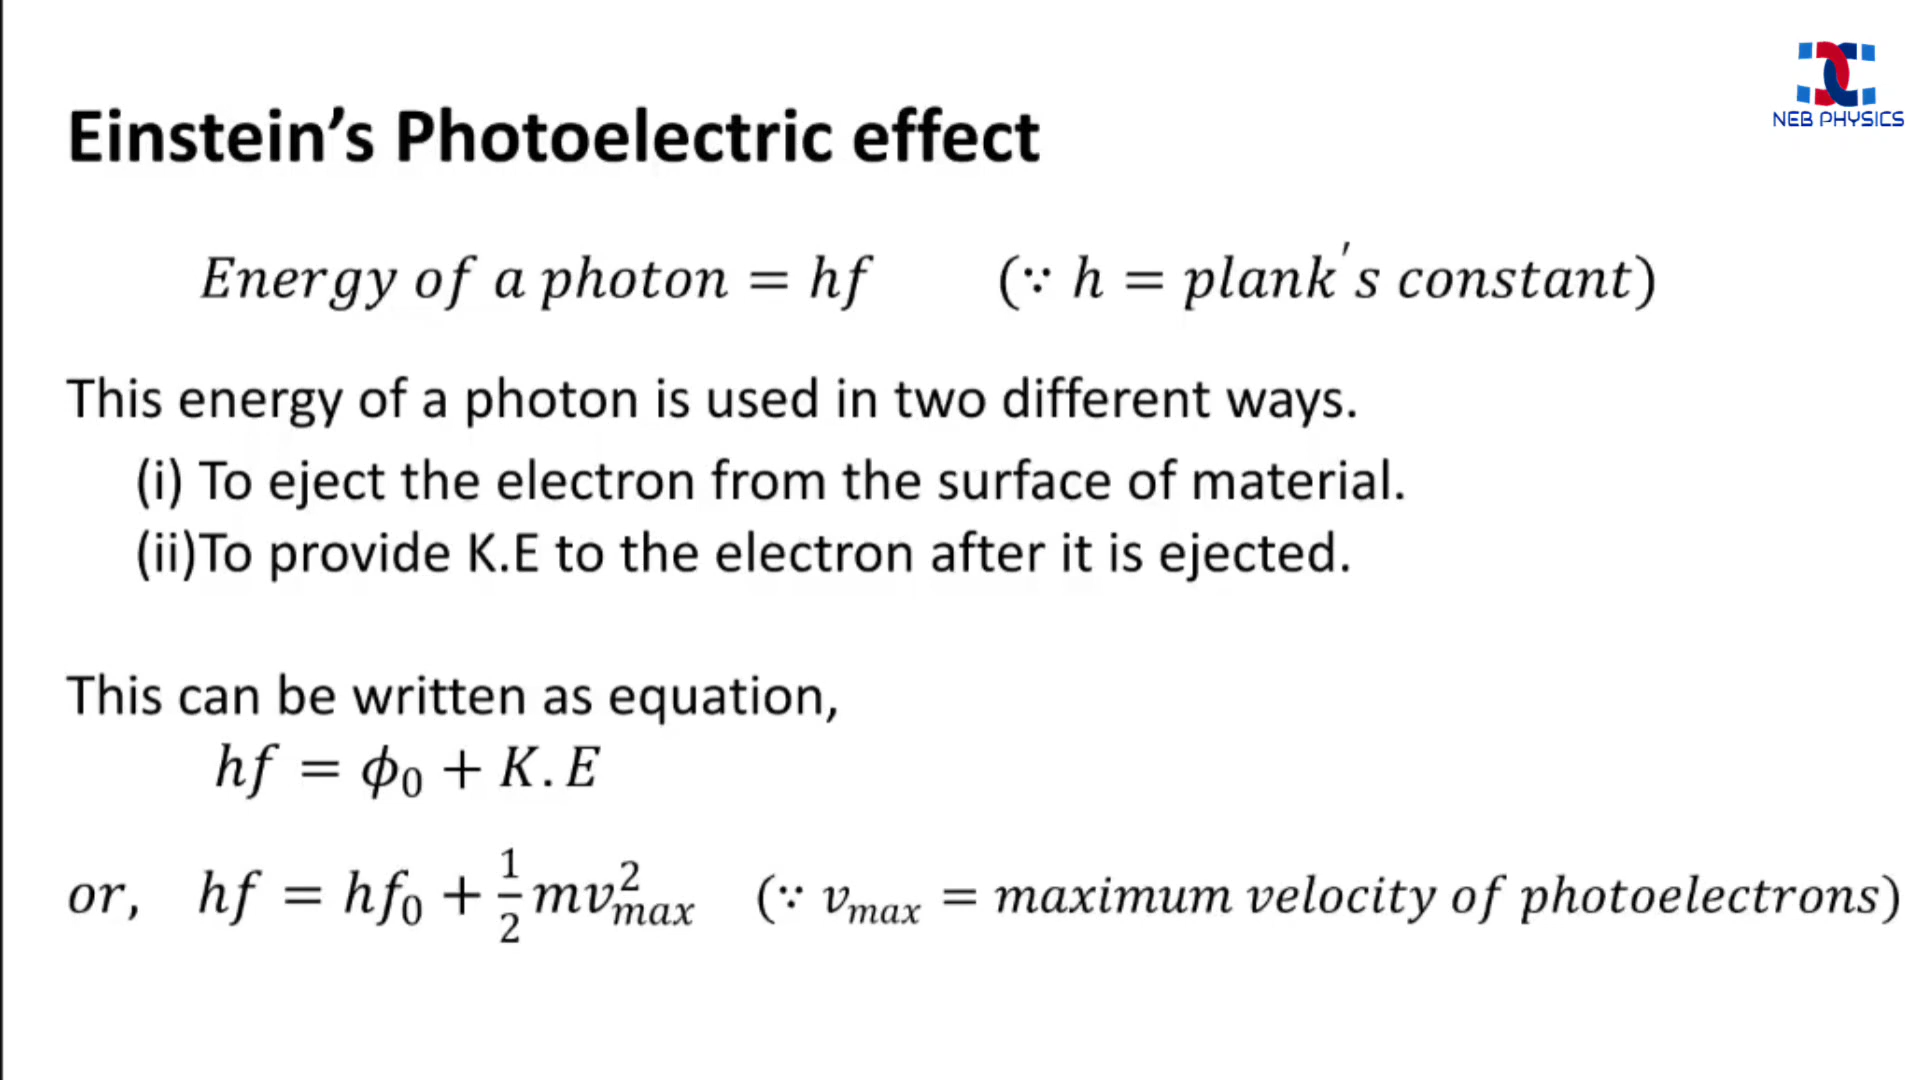 NEB PHYSICS
Einstein’s Photoelectric effect
Energy of a photon = hf (∵ h = plank′s constant)
This energy of a photon is used in two different ways.
(i) To eject the electron from the surface of material.
(ii)To provide K.E to the electron after it is ejected.
This can be written as equation,
hf = ϕ₀ + K.E
or, hf = hf₀ + ½mv²ₘₐₓ (∵ vₘₐₓ = maximum velocity of photoelectrons)